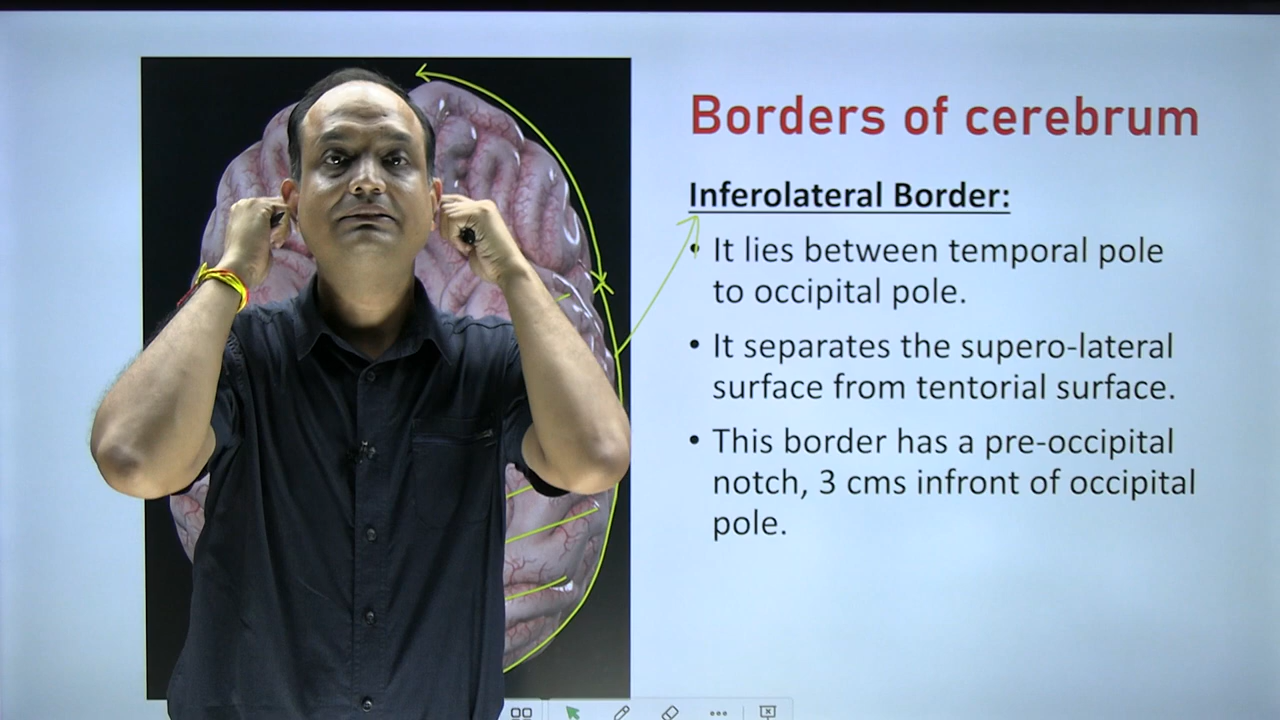 Borders of cerebrum
Inferolateral Border:
• It lies between temporal pole
to occipital pole.
• It separates the supero-lateral
surface from tentorial surface.
• This border has a pre-occipital
notch, 3 cms infront of occipital
pole.